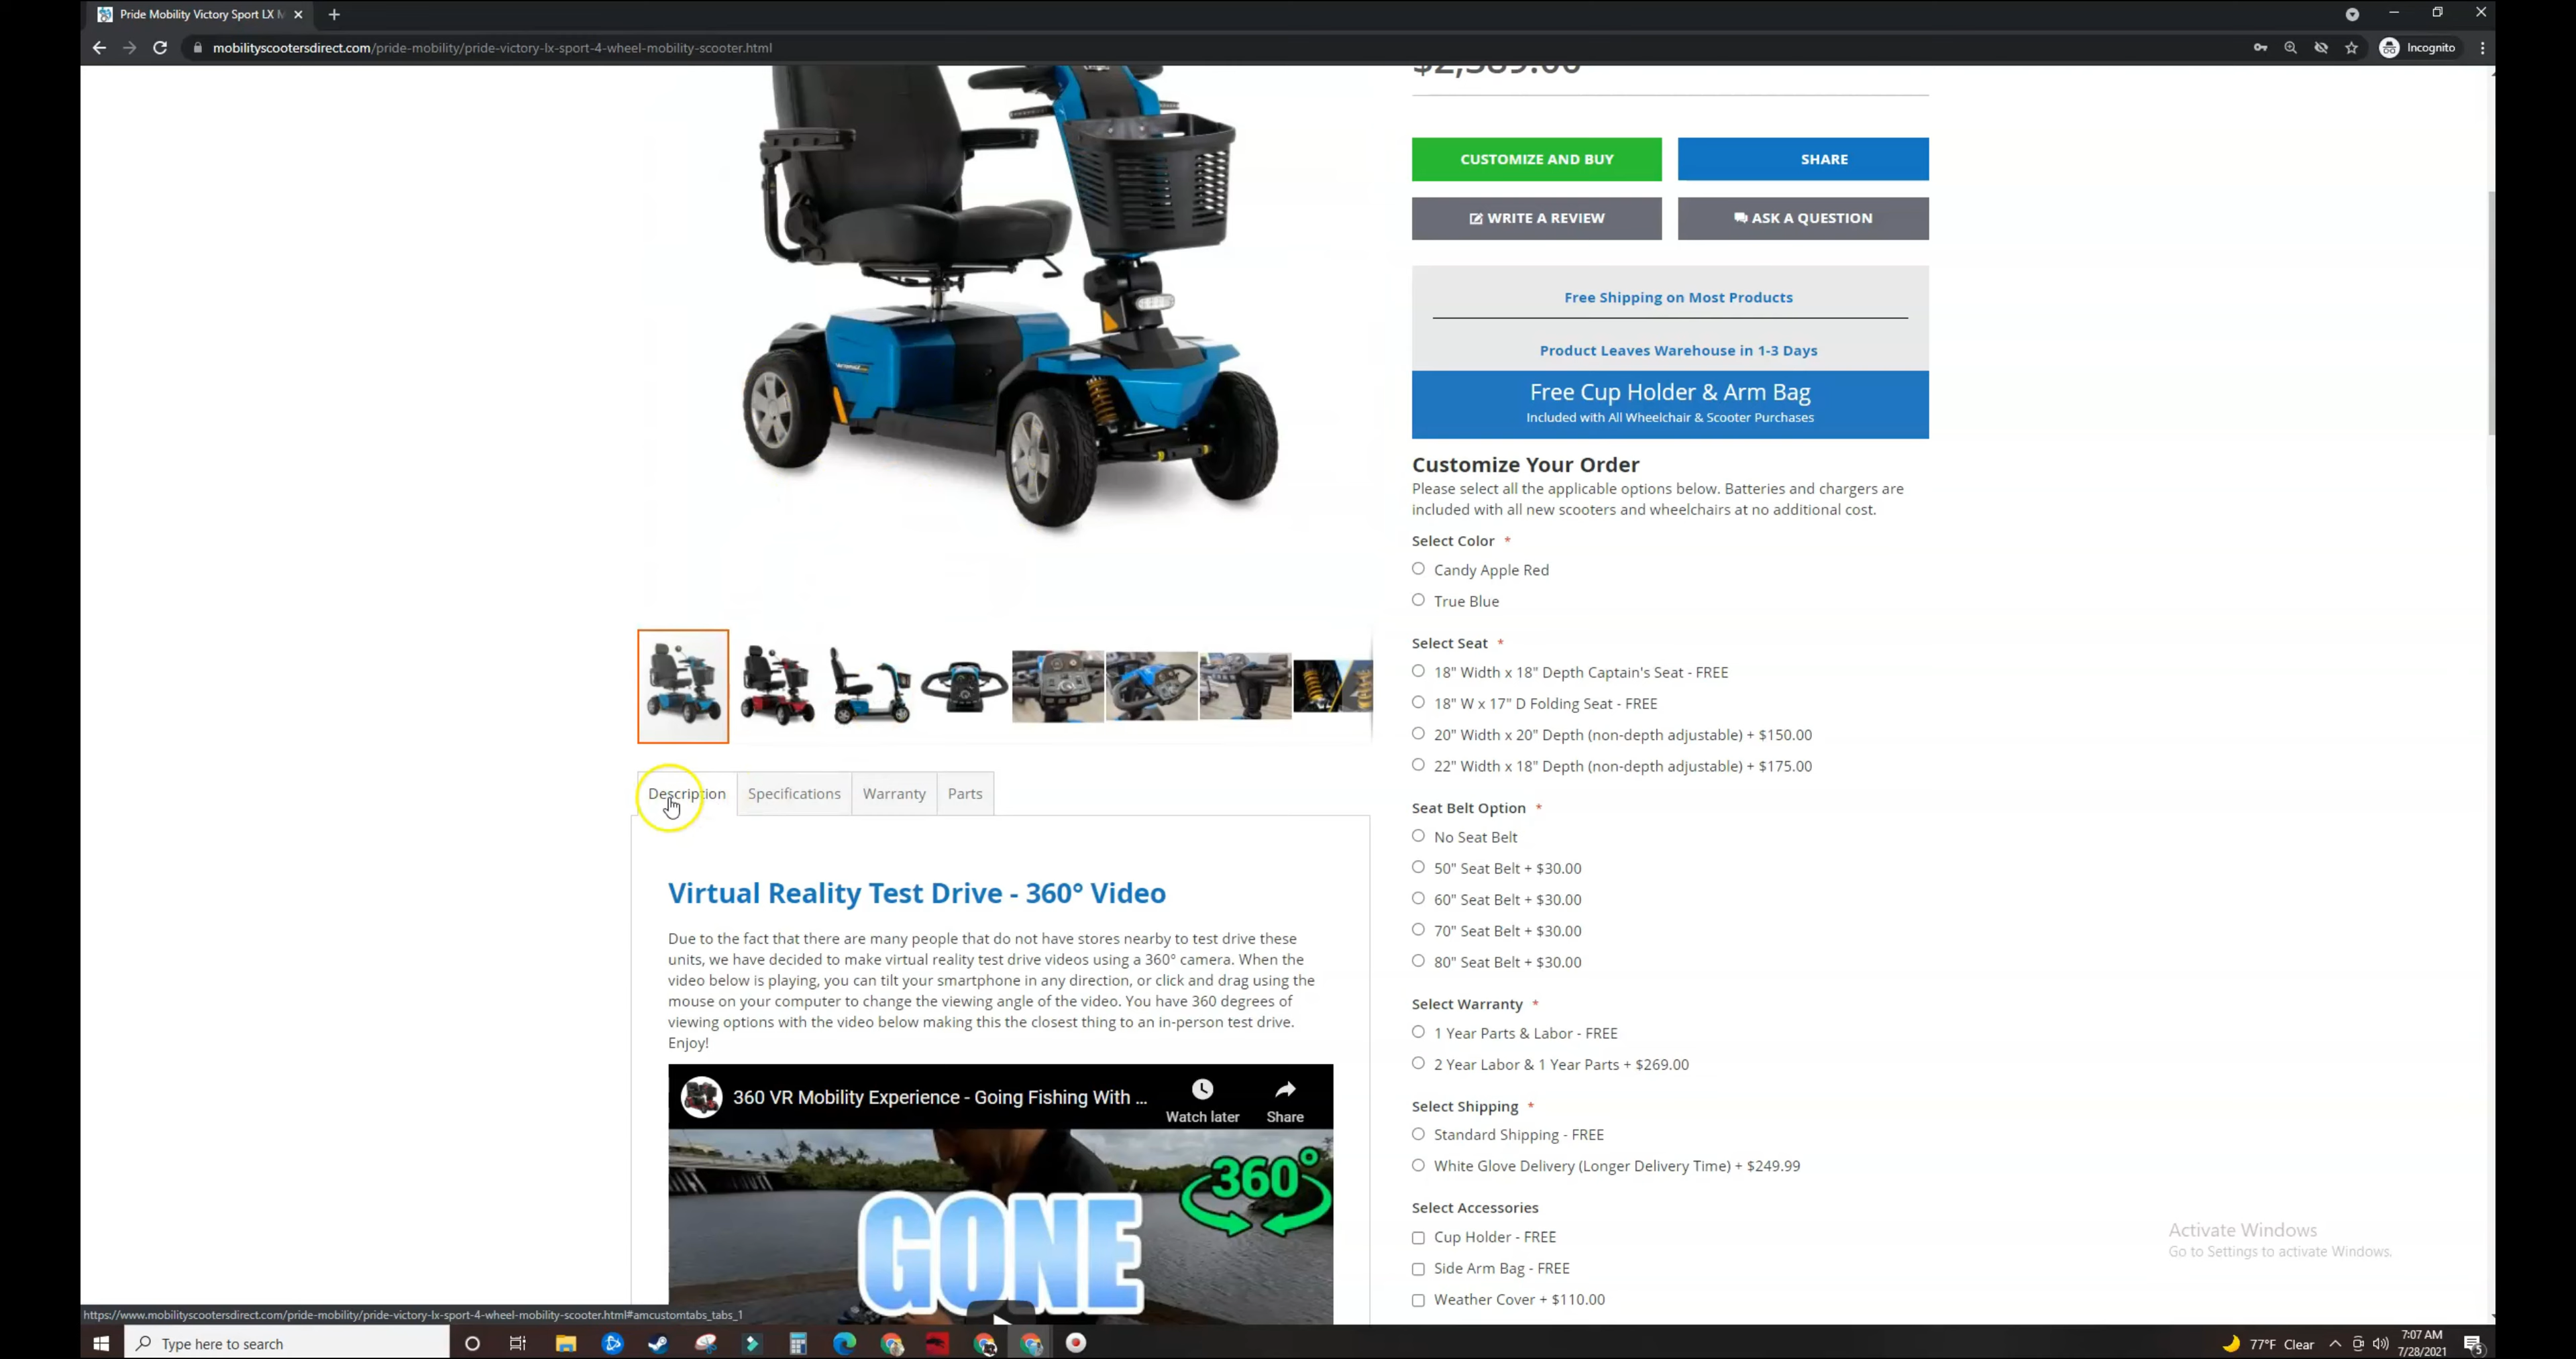 Pride Mobility Victory Sport LX M
mobilityscootersdirect.com/pride-mobility/pride-victory-lx-sport-4-wheel-mobility-scooter.html
Incognito
CUSTOMIZE AND BUY
SHARE
WRITE A REVIEW
ASK A QUESTION
Free Shipping on Most Products
Product Leaves Warehouse in 1-3 Days
Free Cup Holder & Arm Bag
Included with All Wheelchair & Scooter Purchases
Customize Your Order
Please select all the applicable options below. Batteries and chargers are
included with all new scooters and wheelchairs at no additional cost.
Select Color *
Candy Apple Red
True Blue
Select Seat *
18" Width x 18" Depth Captain's Seat - FREE
18" W x 17" D Folding Seat - FREE
20" Width x 20" Depth (non-depth adjustable) + $150.00
22" Width x 18" Depth (non-depth adjustable) + $175.00
Seat Belt Option *
No Seat Belt
50" Seat Belt + $30.00
60" Seat Belt + $30.00
70" Seat Belt + $30.00
80" Seat Belt + $30.00
Select Warranty *
1 Year Parts & Labor - FREE
2 Year Labor & 1 Year Parts + $269.00
Select Shipping *
Standard Shipping - FREE
White Glove Delivery (Longer Delivery Time) + $249.99
Select Accessories
Cup Holder - FREE
Side Arm Bag - FREE
Weather Cover + $110.00
Description
Specifications
Warranty
Parts
Virtual Reality Test Drive - 360° Video
Due to the fact that there are many people that do not have stores nearby to test drive these
units, we have decided to make virtual reality test drive videos using a 360° camera. When the
video below is playing, you can tilt your smartphone in any direction, or click and drag using the
mouse on your computer to change the viewing angle of the video. You have 360 degrees of
viewing options with the video below making this the closest thing to an in-person test drive.
Enjoy!
360 VR Mobility Experience - Going Fishing With ...
Watch later
Share
360°
GONE
Activate Windows
Go to Settings to activate Windows.
https://www.mobilityscootersdirect.com/pride-mobility/pride-victory-lx-sport-4-wheel-mobility-scooter.html#amcustomtabs_tabs_1
Type here to search
77°F Clear
7:07 AM
7/28/2021
5